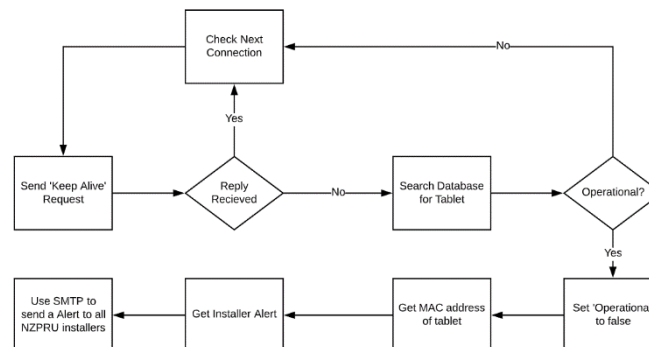 Check Next
Connection
No
Yes
Send 'Keep Alive'
Request
Reply
Recieved
No
Search Database
for Tablet
Operational?
Yes
Use SMTP to
send a Alert to all
NZPRU installers
Get Installer Alert
Get MAC address
of tablet
Set 'Operationa
to false